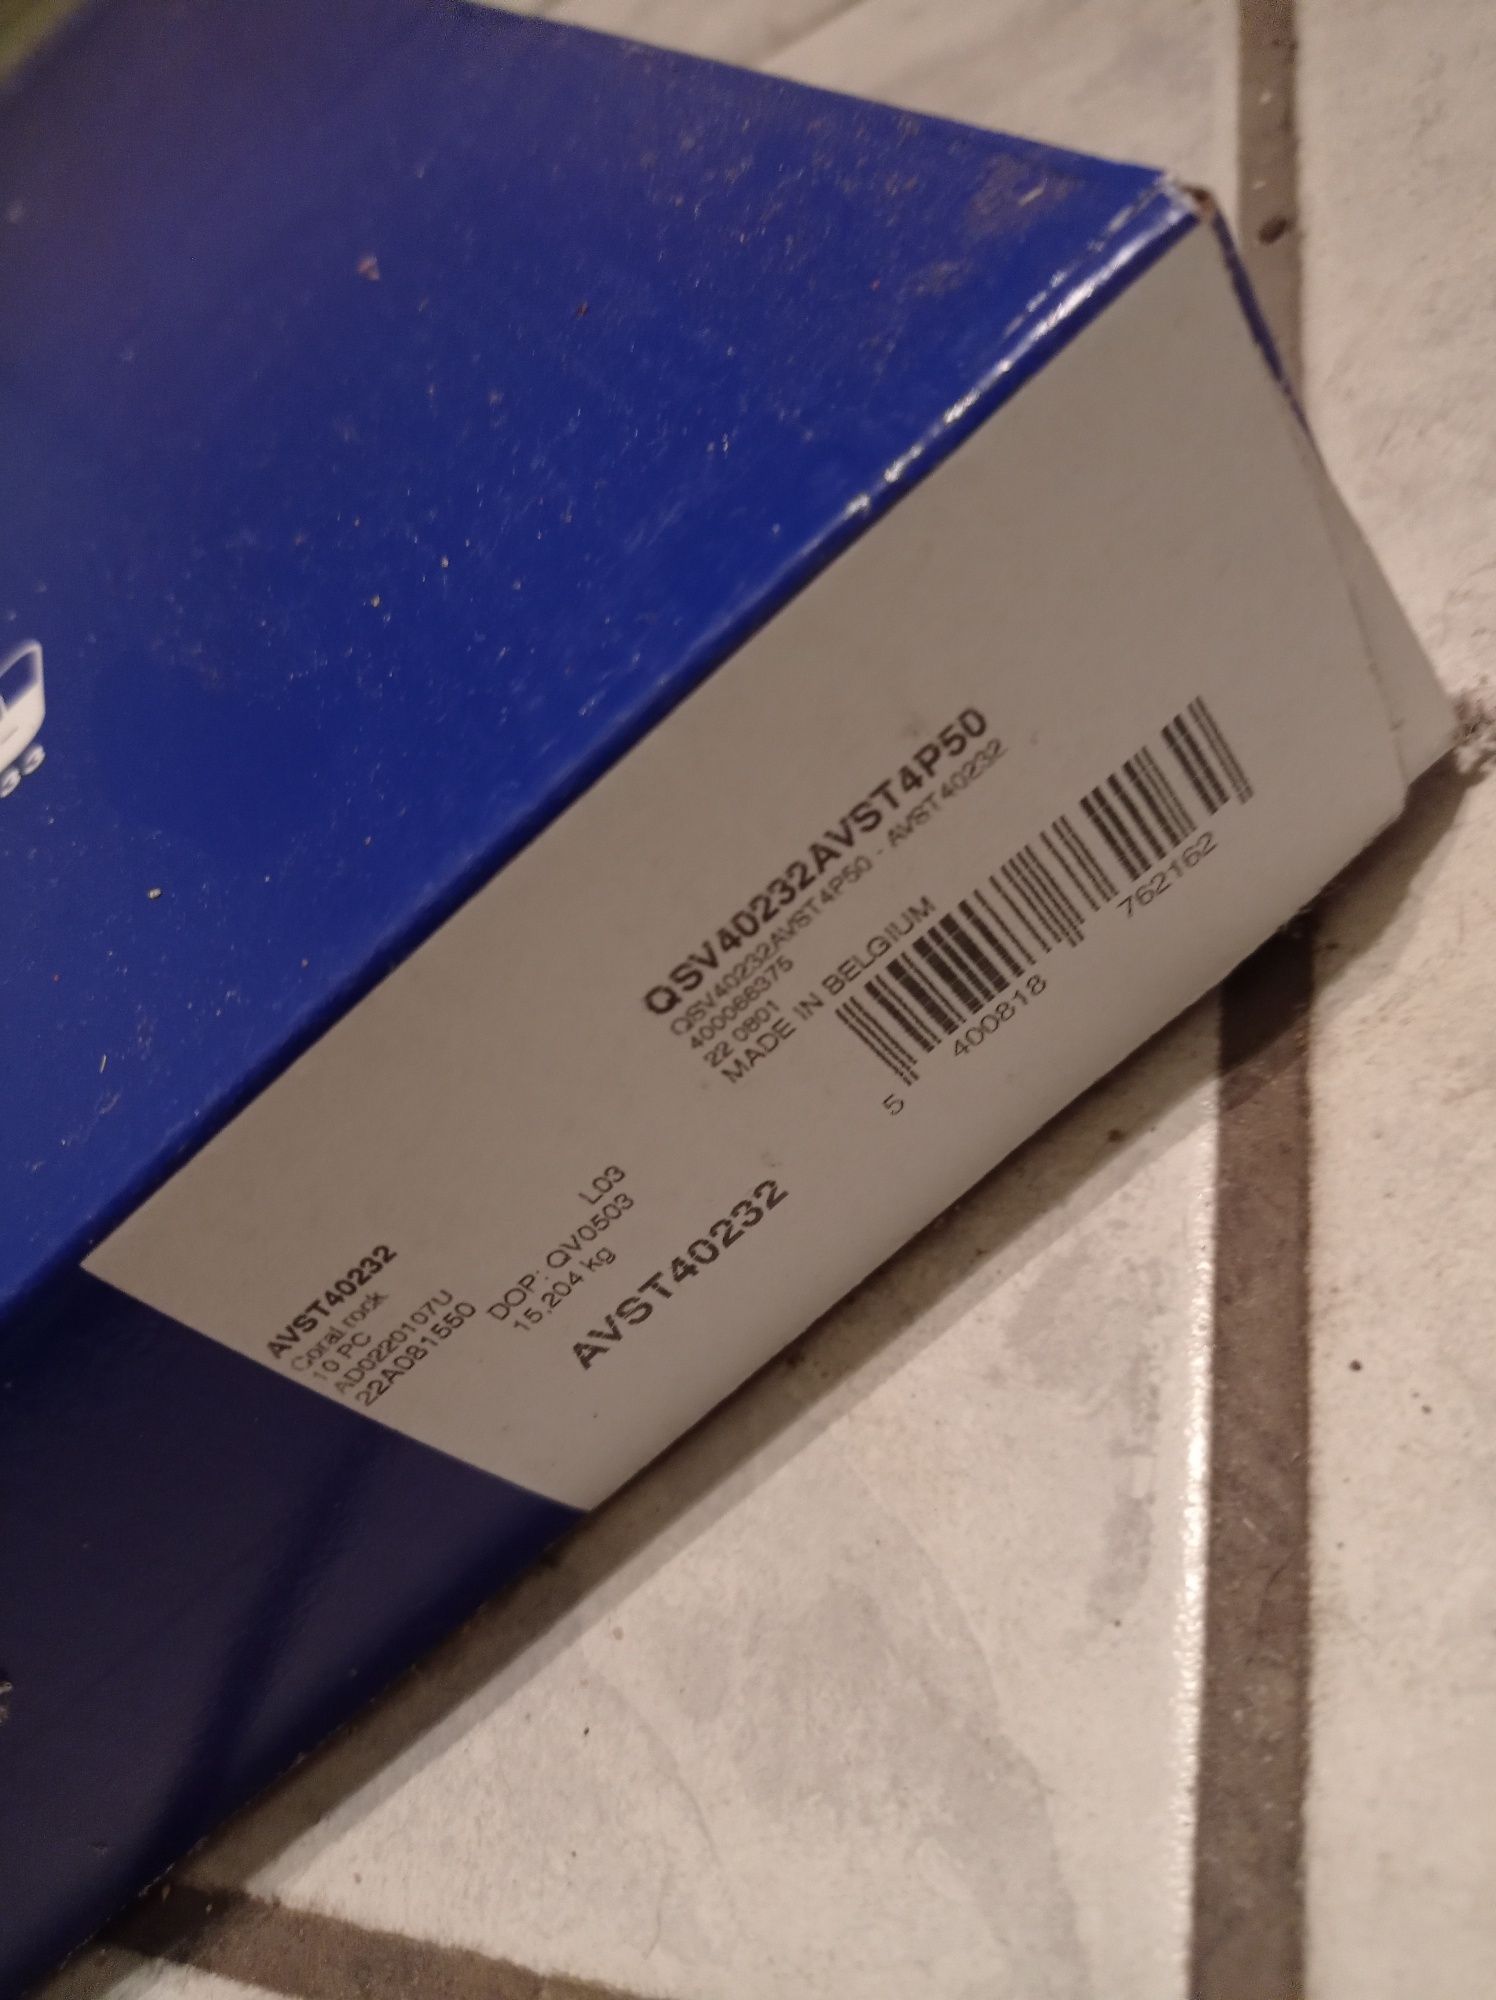 33
QSV40232AVST4P50
QSV40232AVST4P50 - AVST40232
400066375
22 0801
MADE IN BELGIUM
5 400818 762162
AVST40232
Coral rock
10 PC
AD0220107U
22A081550
L03
DOP: QV0503
15,204 kg
AVST40232